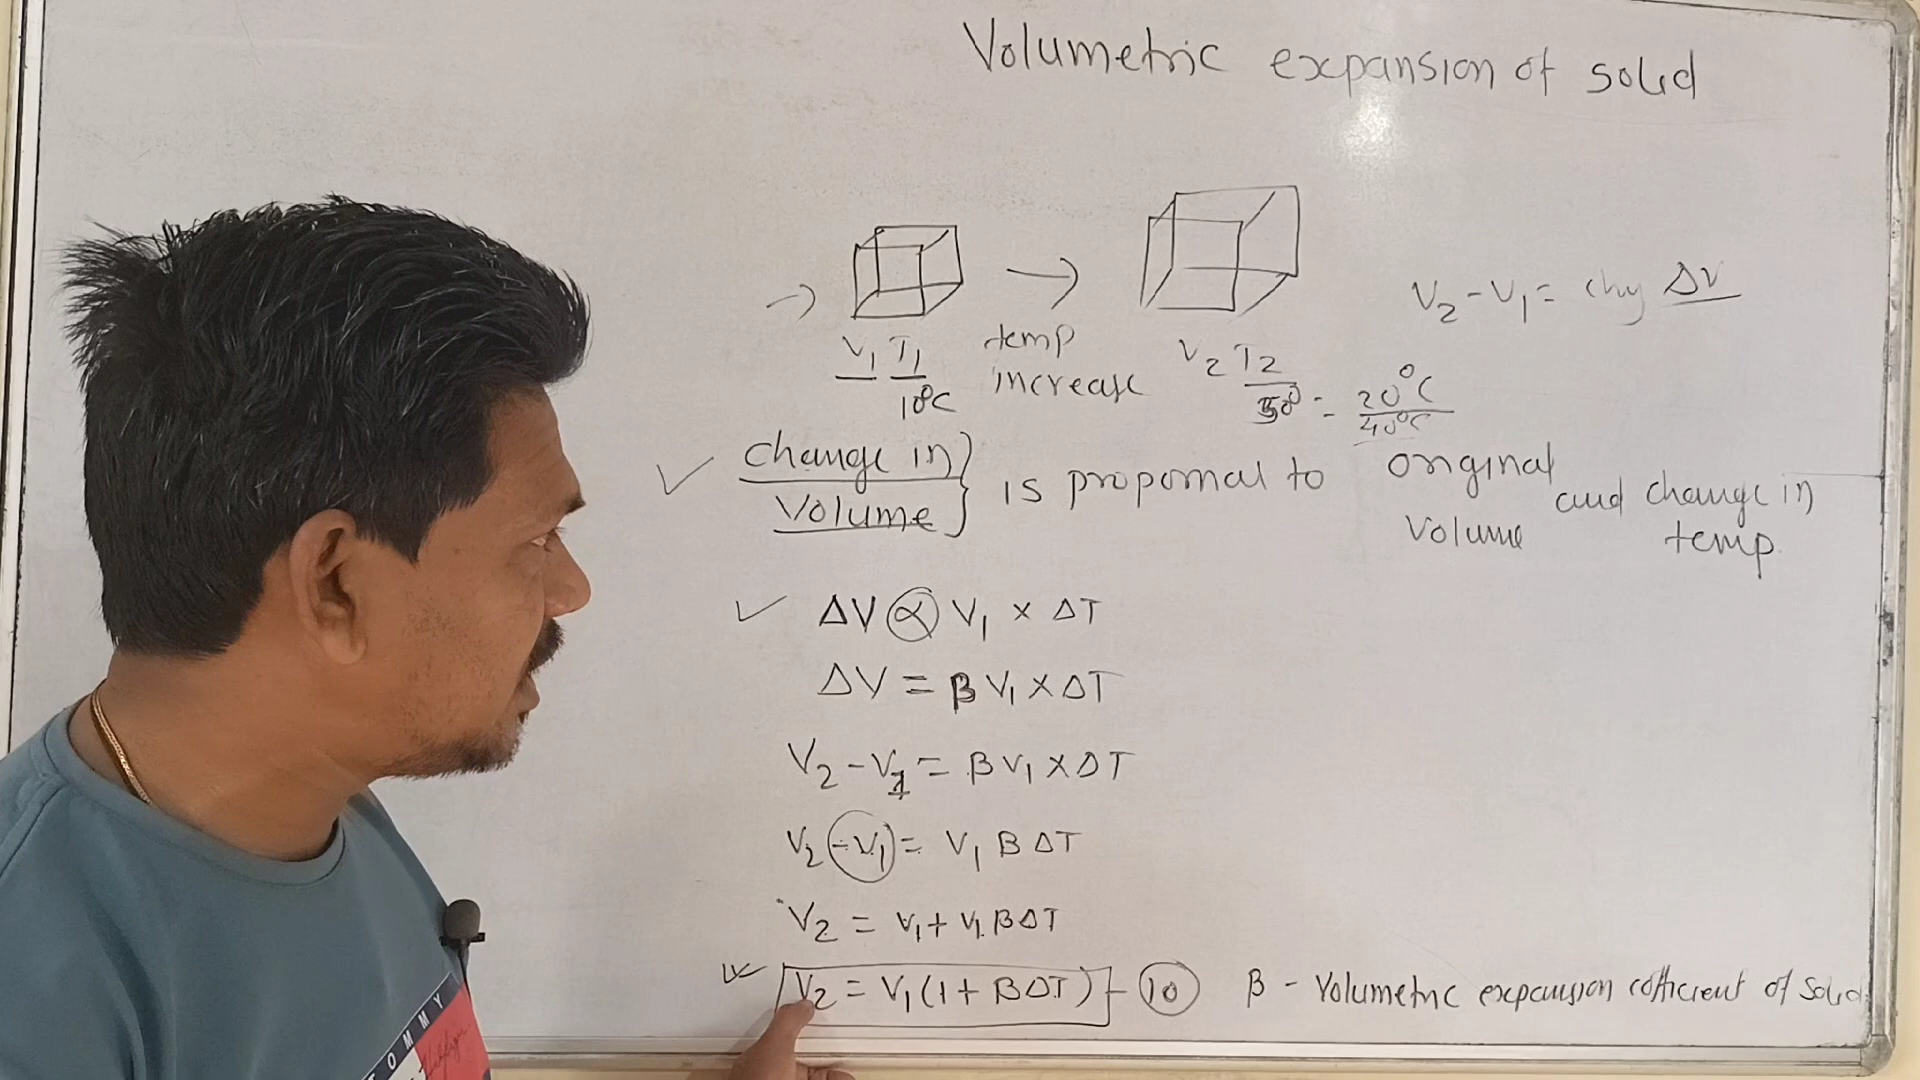 Volumetric expansion of solid
V₂ - V₁ = chg ΔV
V₁ T₁ temp increase V₂ T₂
10°C 50° = 20°C
40°C
Change in Volume } is propornal to original volume and change in temp.
ΔV ∝ V₁ × ΔT
ΔV = β V₁ × ΔT
V₂ - V₁ = β V₁ × ΔT
V₂ - V₁ = V₁ β ΔT
V₂ = V₁ + V₁ β ΔT
V₂ = V₁ (1 + β ΔT) - 10 β - Volumetric expansion cofficient of solid
TOMMY